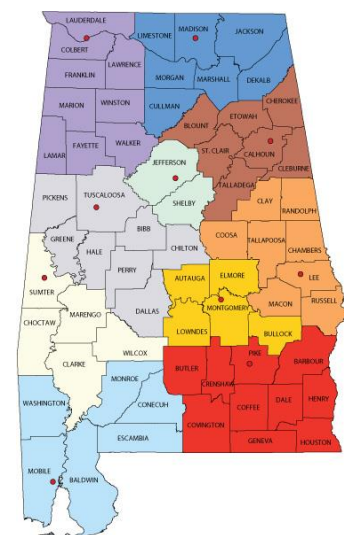 LAUDERDALE
LIMESTONE
MADISON
JACKSON
COLBERT
LAWRENCE
FRANKLIN
MORGAN
MARSHALL
DEKALB
MARION
WINSTON
CULLMAN
CHEROKEE
ETOWAH
BLOUNT
LAMAR
FAYETTE
WALKER
ST. CLAIR
CALHOUN
JEFFERSON
CLEBURNE
TALLADEGA
PICKENS
TUSCALOOSA
SHELBY
CLAY
RANDOLPH
BIBB
GREENE
HALE
CHILTON
COOSA
TALLAPOOSA
CHAMBERS
PERRY
SUMTER
AUTAUGA
ELMORE
LEE
MACON
RUSSELL
DALLAS
MONTGOMERY
CHOCTAW
MARENGO
LOWNDES
BULLOCK
WILCOX
PIKE
BARBOUR
CLARKE
BUTLER
CRENSHAW
MONROE
WASHINGTON
CONECUH
COFFEE
DALE
HENRY
COVINGTON
ESCAMBIA
GENEVA
HOUSTON
MOBILE
BALDWIN